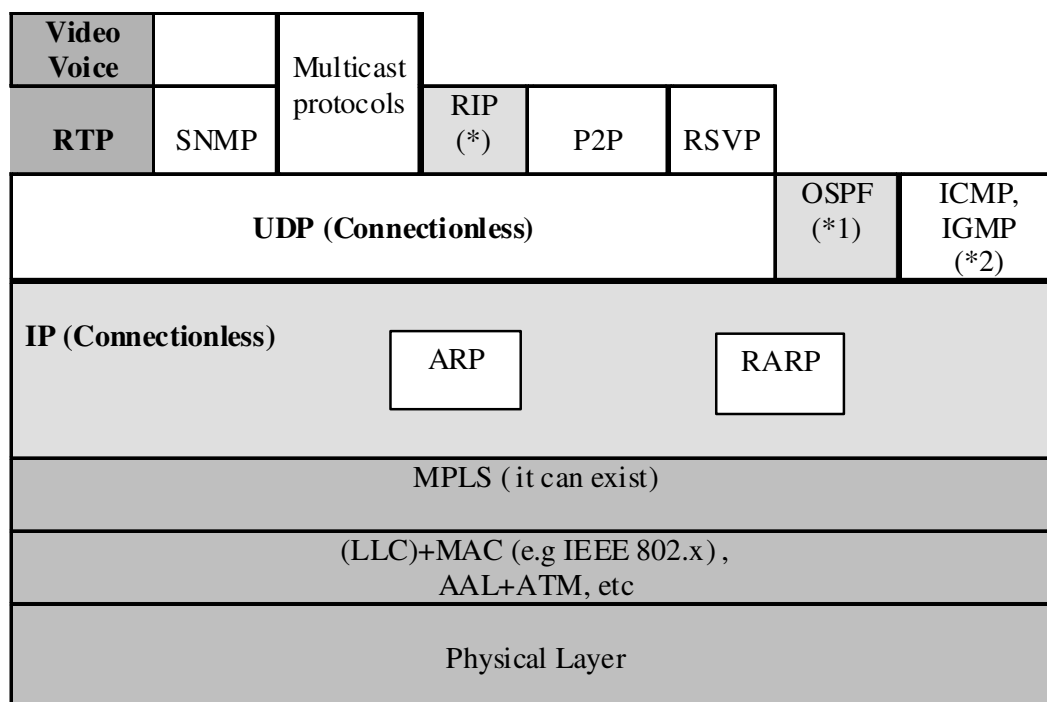 Video
Voice
Multicast
protocols
RTP
SNMP
RIP
(*)
P2P
RSVP
UDP (Connectionless)
OSPF
(*1)
ICMP,
IGMP
(*2)
IP (Connectionless)
ARP
RARP
MPLS ( it can exist)
(LLC)+MAC (e.g IEEE 802.x) ,
AAL+ATM, etc
Physical Layer